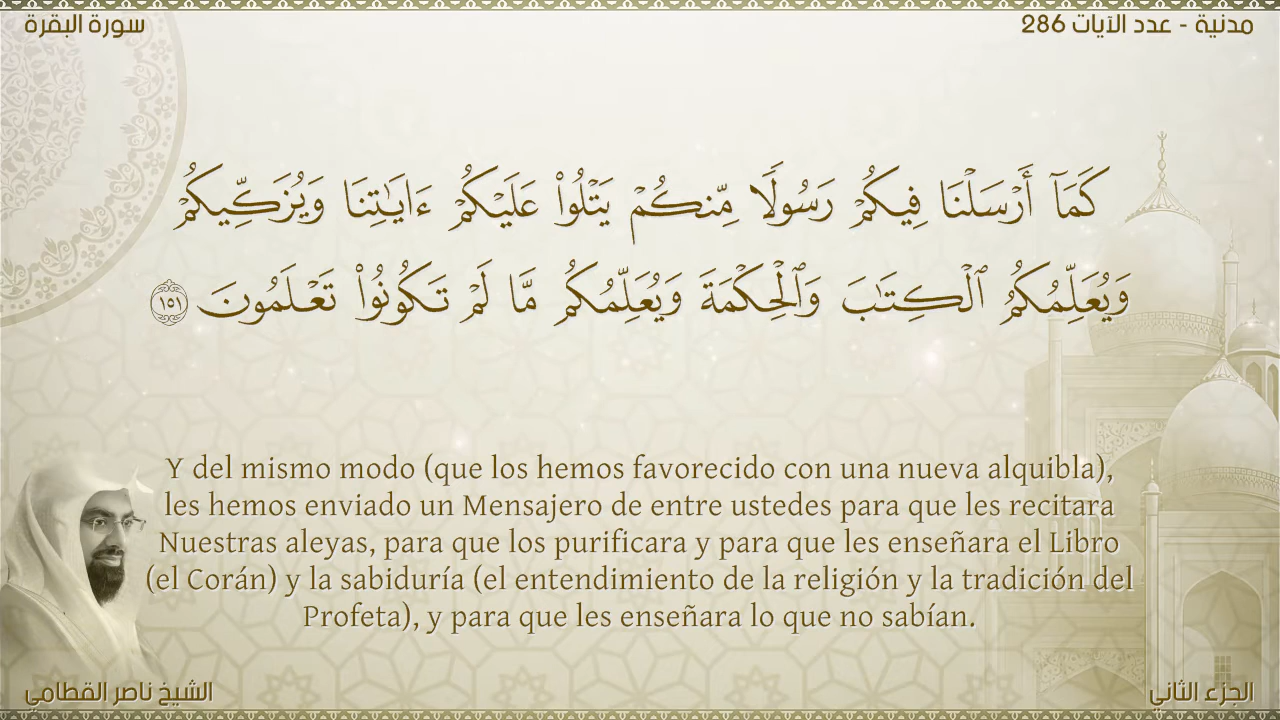 سورة البقرة
مدنية - عدد الآيات 286
كَمَآ أَرْسَلْنَا فِيكُمْ رَسُولًا مِّنكُمْ يَتْلُوا۟ عَلَيْكُمْ ءَايَـٰتِنَا وَيُزَكِّيكُمْ
وَيُعَلِّمُكُمُ ٱلْكِتَـٰبَ وَٱلْحِكْمَةَ وَيُعَلِّمُكُم مَّا لَمْ تَكُونُوا۟ تَعْلَمُونَ ١٥١
Y del mismo modo (que los hemos favorecido con una nueva alquibla),
les hemos enviado un Mensajero de entre ustedes para que les recitara
Nuestras aleyas, para que los purificara y para que les enseñara el Libro
(el Corán) y la sabiduría (el entendimiento de la religión y la tradición del
Profeta), y para que les enseñara lo que no sabían.
الشيخ ناصر القطامي
الجزء الثاني